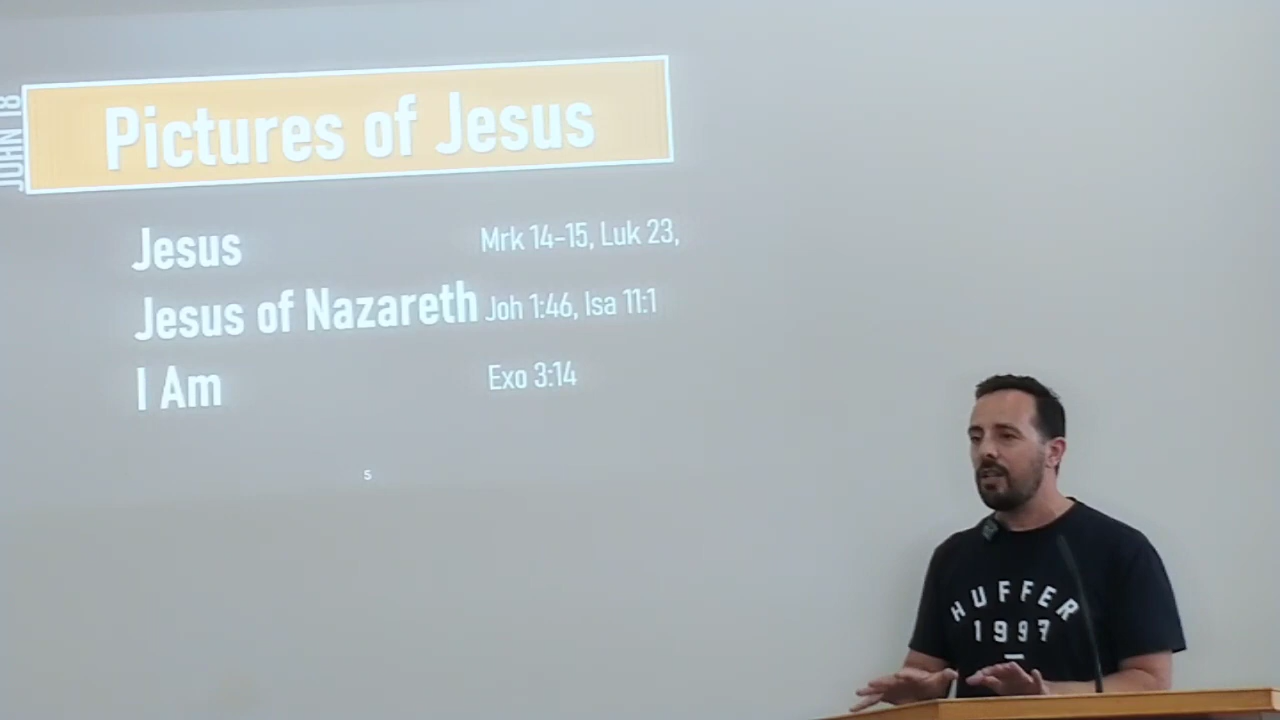 JOHN 18
Pictures of Jesus
Jesus
Mrk 14-15, Luk 23,
Jesus of Nazareth
Joh 1:46, Isa 11:1
I Am
Exo 3:14
5
HUFFER
1997